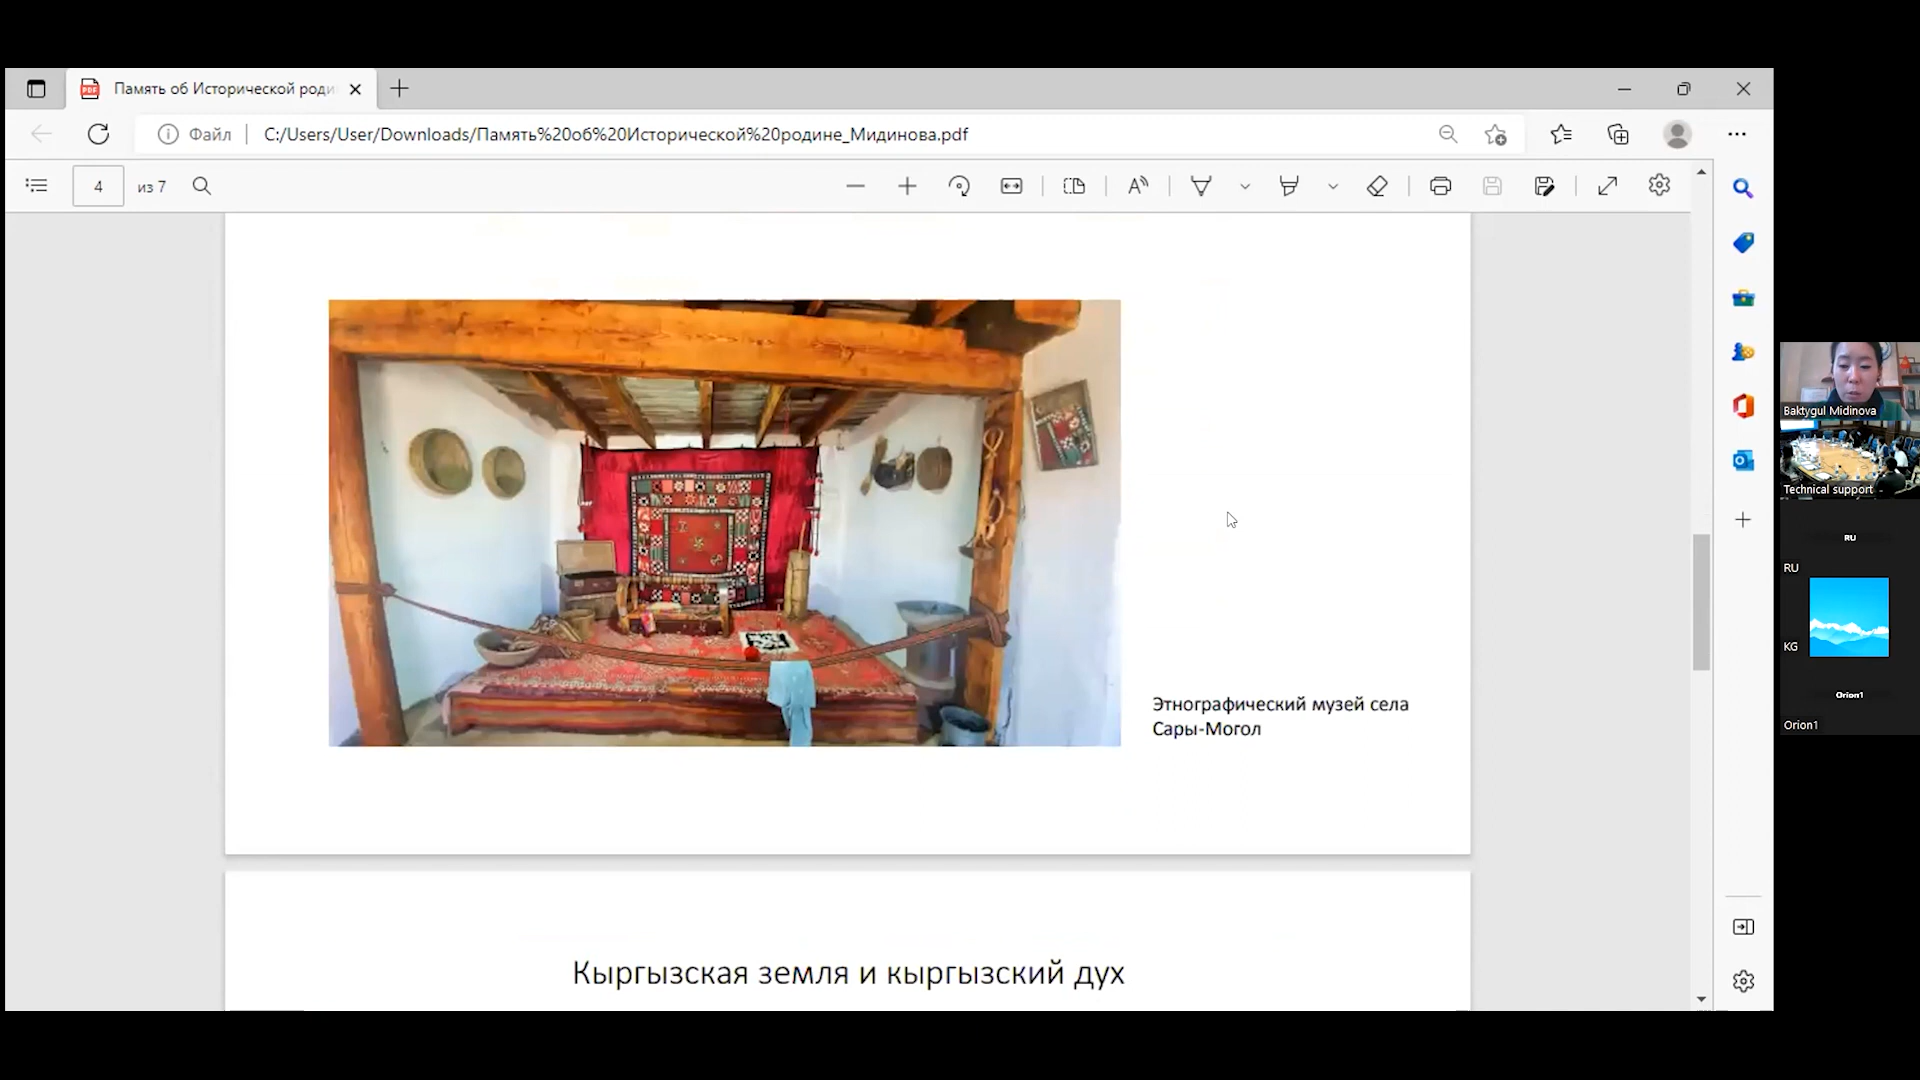 Память об Исторической роди
Файл
C:/Users/User/Downloads/Память%20об%20Исторической%20родине_Мидинова.pdf
4 из 7
Этнографический музей села
Сары-Могол
Кыргызская земля и кыргызский дух
Baktygul Midinova
Technical support
RU
RU
KG
Orion1
Orion1